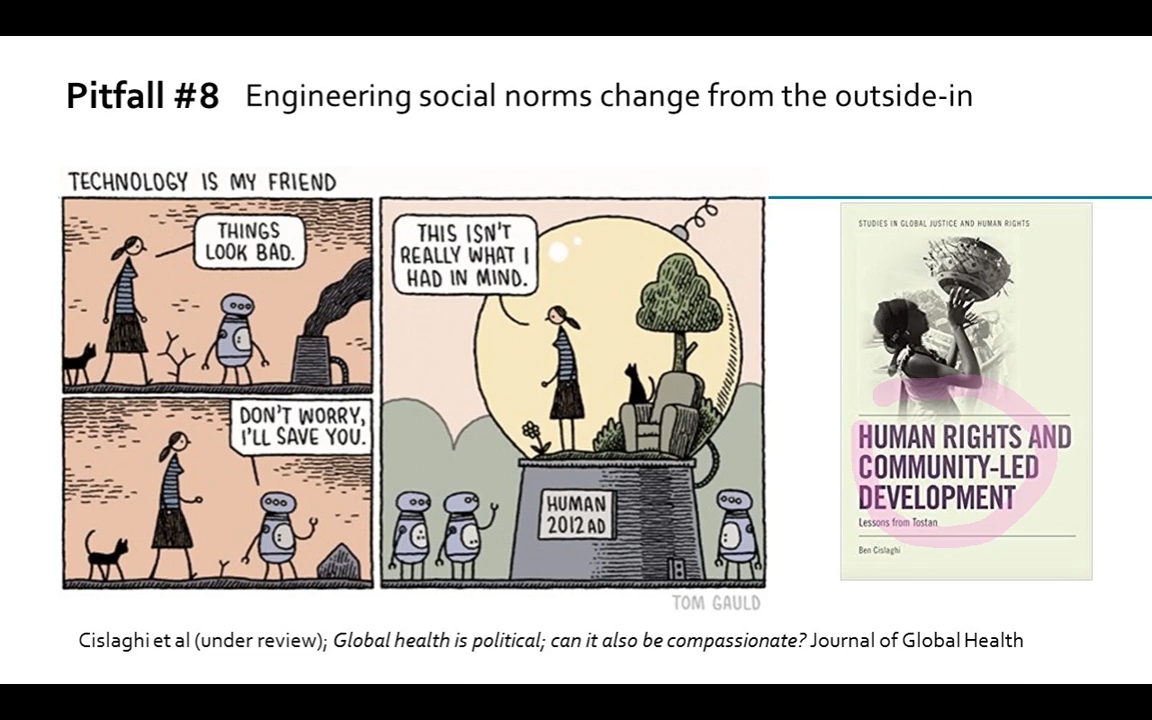 Pitfall #8 Engineering social norms change from the outside-in
TECHNOLOGY IS MY FRIEND
THINGS
LOOK BAD.
DON'T WORRY,
I'LL SAVE YOU.
THIS ISN'T
REALLY WHAT I
HAD IN MIND.
HUMAN
2012 AD
TOM GAULD
STUDIES IN GLOBAL JUSTICE AND HUMAN RIGHTS
HUMAN RIGHTS AND
COMMUNITY-LED
DEVELOPMENT
Lessons from Tostan
Ben Cislaghi
Cislaghi et al (under review); Global health is political; can it also be compassionate? Journal of Global Health